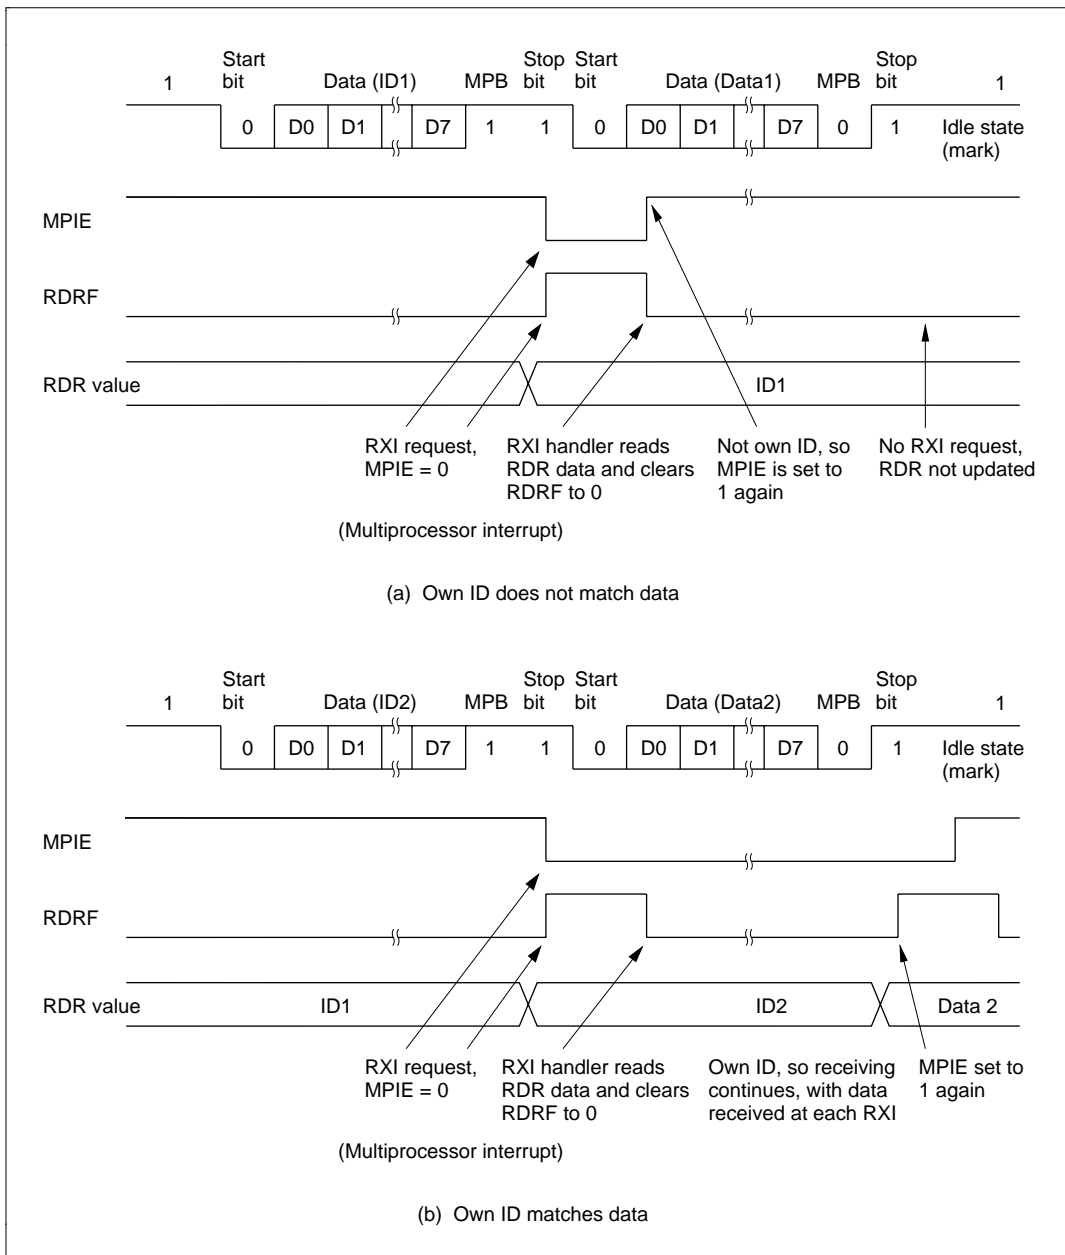 Start Stop Start Stop
1 bit Data (ID1) MPB bit bit Data (Data1) MPB bit 1
0 D0 D1 D7 1 1 0 D0 D1 D7 0 1 Idle state
(mark)
MPIE
RDRF
RDR value ID1
RXI request,
MPIE = 0
RXI handler reads
RDR data and clears
RDRF to 0
Not own ID, so
MPIE is set to
1 again
No RXI request,
RDR not updated
(Multiprocessor interrupt)
(a) Own ID does not match data
Start Stop Start Stop
1 bit Data (ID2) MPB bit bit Data (Data2) MPB bit 1
0 D0 D1 D7 1 1 0 D0 D1 D7 0 1 Idle state
(mark)
MPIE
RDRF
RDR value ID1 ID2 Data 2
RXI request,
MPIE = 0
RXI handler reads
RDR data and clears
RDRF to 0
Own ID, so receiving
continues, with data
received at each RXI
MPIE set to
1 again
(Multiprocessor interrupt)
(b) Own ID matches data